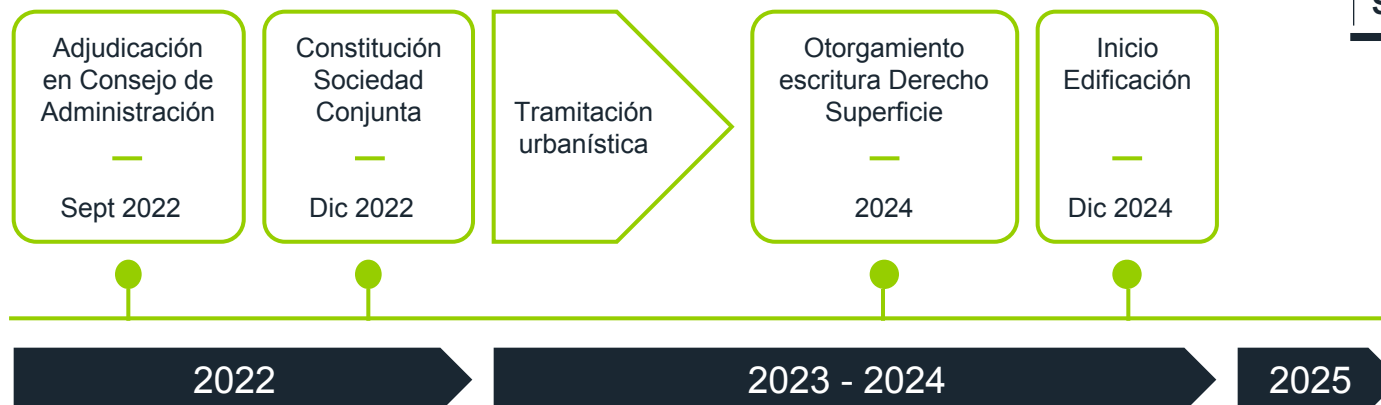 Adjudicación
en Consejo de
Administración
Sept 2022
Constitución
Sociedad
Conjunta
Dic 2022
Tramitación
urbanística
Otorgamiento
escritura Derecho
Superficie
2024
Inicio
Edificación
Dic 2024
2022
2023 - 2024
2025